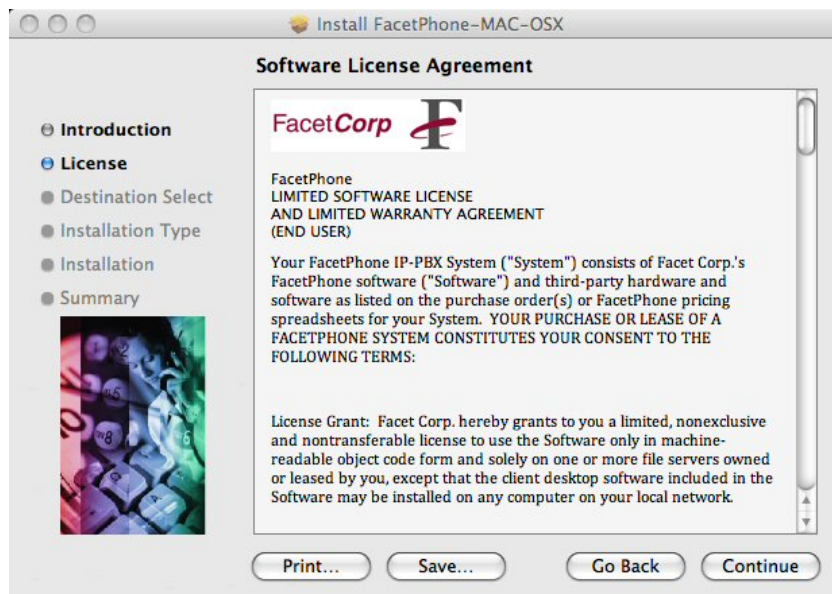 Install FacetPhone-MAC-OSX
Software License Agreement
Introduction
License
Destination Select
Installation Type
Installation
Summary
FacetCorp F
FacetPhone
LIMITED SOFTWARE LICENSE
AND LIMITED WARRANTY AGREEMENT
(END USER)
Your FacetPhone IP-PBX System ("System") consists of Facet Corp.'s
FacetPhone software ("Software") and third-party hardware and
software as listed on the purchase order(s) or FacetPhone pricing
spreadsheets for your System. YOUR PURCHASE OR LEASE OF A
FACETPHONE SYSTEM CONSTITUTES YOUR CONSENT TO THE
FOLLOWING TERMS:
License Grant: Facet Corp. hereby grants to you a limited, nonexclusive
and nontransferable license to use the Software only in machine-
readable object code form and solely on one or more file servers owned
or leased by you, except that the client desktop software included in the
Software may be installed on any computer on your local network.
Print...
Save...
Go Back
Continue